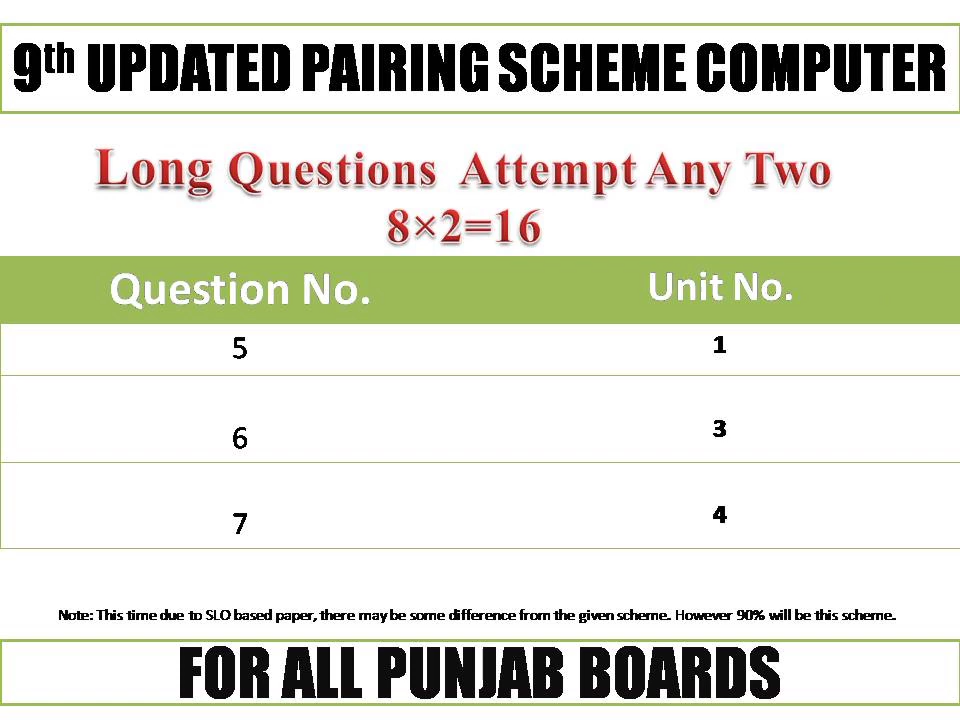 9th UPDATED PAIRING SCHEME COMPUTER
Long Questions Attempt Any Two
8×2=16
Question No. Unit No.
5 1
6 3
7 4
Note: This time due to SLO based paper, there may be some difference from the given scheme. However 90% will be this scheme.
FOR ALL PUNJAB BOARDS